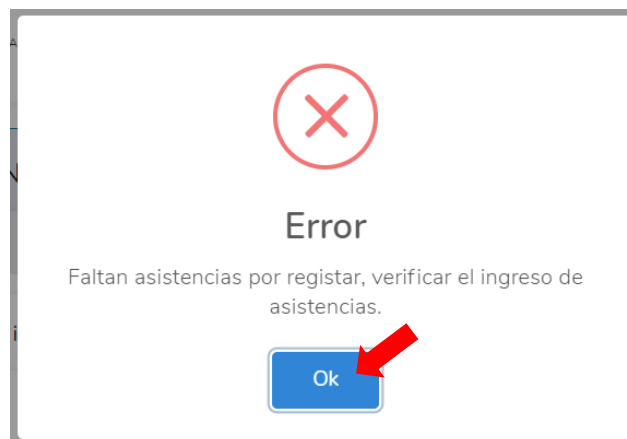 Error
Faltan asistencias por registar, verificar el ingreso de
asistencias.
Ok